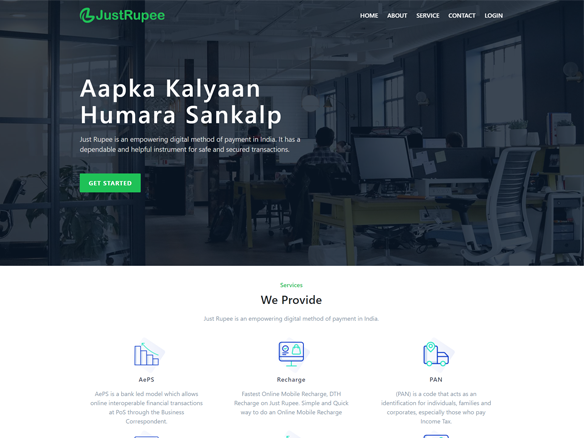 JustRupee
HOME ABOUT SERVICE CONTACT LOGIN
Aapka Kalyaan
Humara Sankalp
Just Rupee is an empowering digital method of payment in India. It has a
dependable and helpful instrument for safe and secured transactions.
GET STARTED
Services
We Provide
Just Rupee is an empowering digital method of payment in India.
AePS
AePS is a bank led model which allows
online interoperable financial transactions
at PoS through the Business
Correspondent.
Recharge
Fastest Online Mobile Recharge, DTH
Recharge on Just Rupee. Simple and Quick
way to do an Online Mobile Recharge
PAN
(PAN) is a code that acts as an
identification for individuals, families and
corporates, especially those who pay
Income Tax.